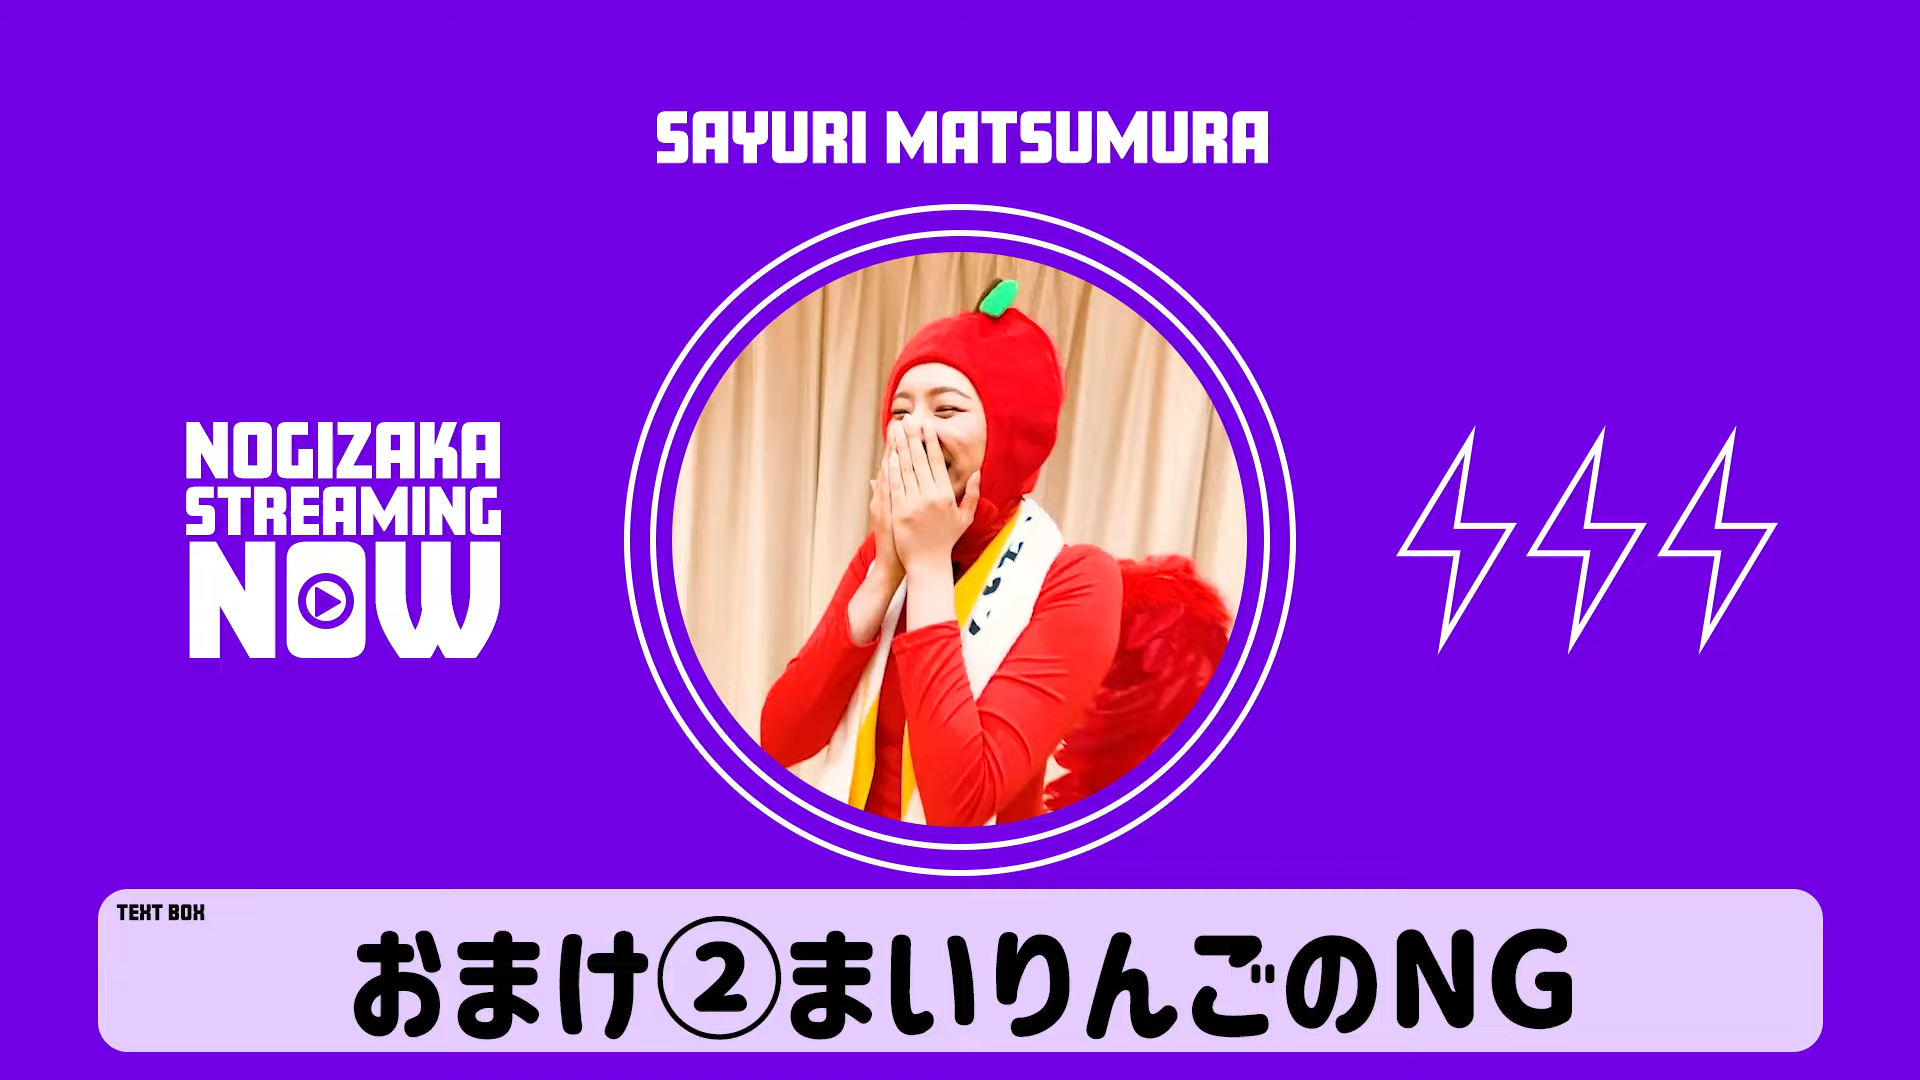 SAYURI MATSUMURA
NOGIZAKA
STREAMING
NOW
TEXT BOX
おまけ②まいりんごのNG